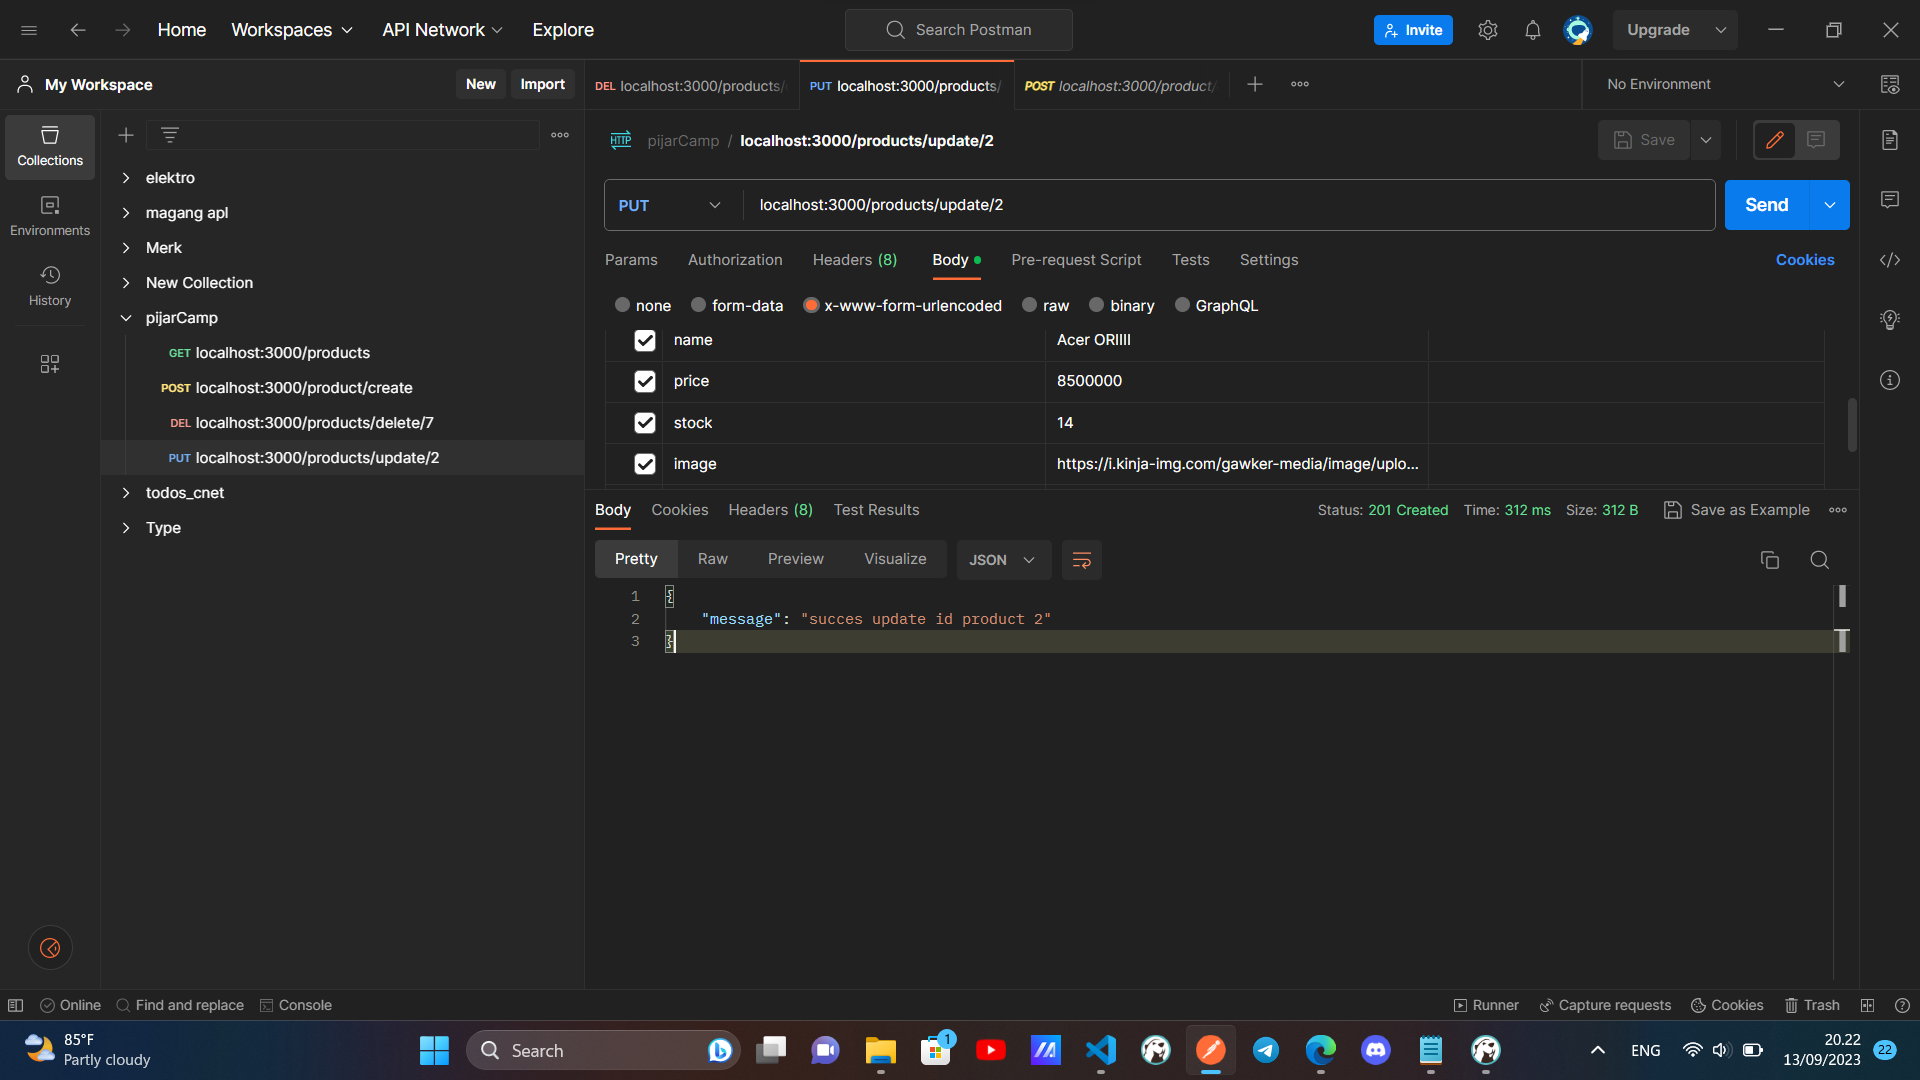 Home
Workspaces
API Network
Explore
Search Postman
Invite
Upgrade
My Workspace
New
Import
DEL localhost:3000/products/
PUT localhost:3000/products/
POST localhost:3000/product/
No Environment
Collections
Environments
History
elektro
magang apl
Merk
New Collection
pijarCamp
GET localhost:3000/products
POST localhost:3000/product/create
DEL localhost:3000/products/delete/7
PUT localhost:3000/products/update/2
todos_cnet
Type
HTTP
pijarCamp / localhost:3000/products/update/2
Save
PUT
localhost:3000/products/update/2
Send
Params
Authorization
Headers (8)
Body
Pre-request Script
Tests
Settings
Cookies
none
form-data
x-www-form-urlencoded
raw
binary
GraphQL
name
Acer ORIIII
price
8500000
stock
14
image
https://i.kinja-img.com/gawker-media/image/uplo...
Body
Cookies
Headers (8)
Test Results
Status: 201 Created
Time: 312 ms
Size: 312 B
Save as Example
Pretty
Raw
Preview
Visualize
JSON
1 {
2 "message": "succes update id product 2"
3 }
Online
Find and replace
Console
Runner
Capture requests
Cookies
Trash
85°F
Partly cloudy
Search
1
ENG
20.22
13/09/2023
22